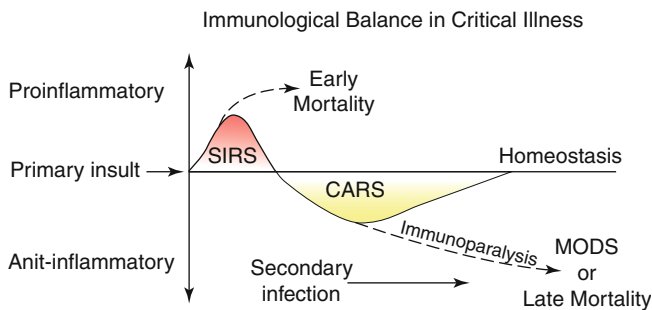 Immunological Balance in Critical Illness
Proinflammatory
Early
Mortality
SIRS
Homeostasis
Primary insult
CARS
Immunoparalysis
Anit-inflammatory
MODS
or
Late Mortality
Secondary
infection